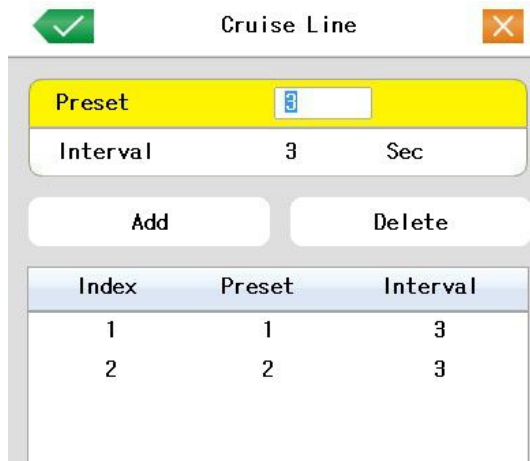 Cruise Line
Preset 3
Interval 3 Sec
Add Delete
Index Preset Interval
1 1 3
2 2 3